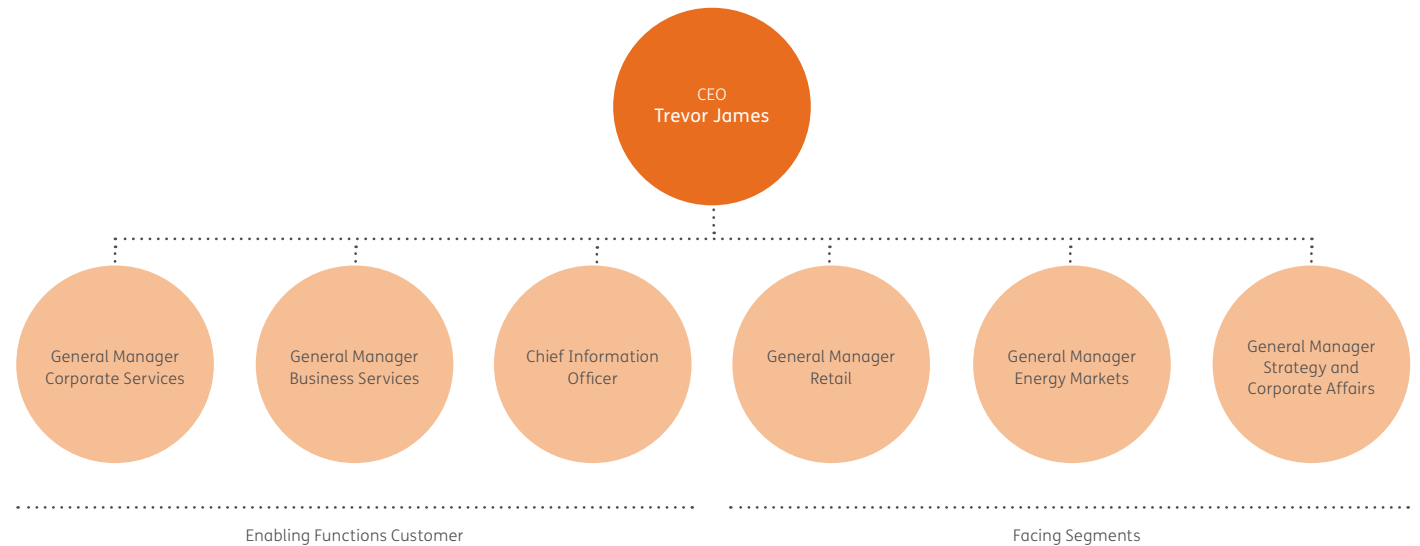 CEO
Trevor James
General Manager
Corporate Services
General Manager
Business Services
Chief Information
Officer
General Manager
Retail
General Manager
Energy Markets
General Manager
Strategy and
Corporate Affairs
Enabling Functions Customer
Facing Segments